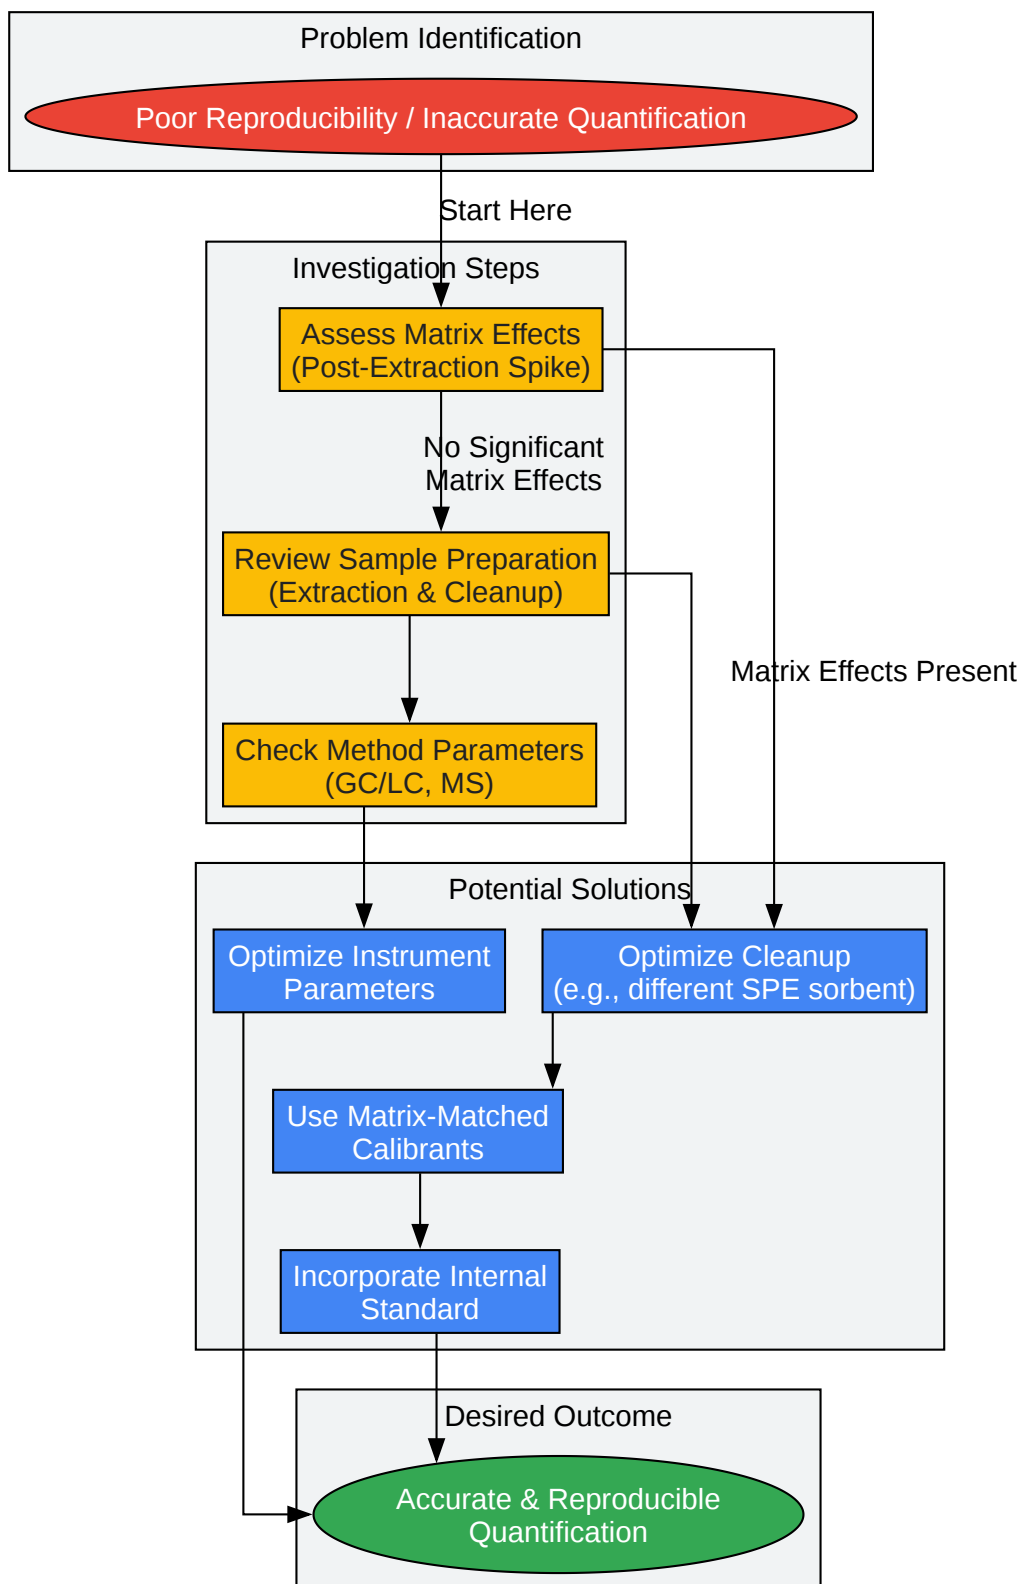 Problem Identification
Poor Reproducibility / Inaccurate Quantification
Start Here
Investigation Steps
Assess Matrix Effects
(Post-Extraction Spike)
No Significant
Matrix Effects
Review Sample Preparation
(Extraction & Cleanup)
Matrix Effects Present
Check Method Parameters
(GC/LC, MS)
Potential Solutions
Optimize Instrument
Parameters
Optimize Cleanup
(e.g., different SPE sorbent)
Use Matrix-Matched
Calibrants
Incorporate Internal
Standard
Desired Outcome
Accurate & Reproducible
Quantification